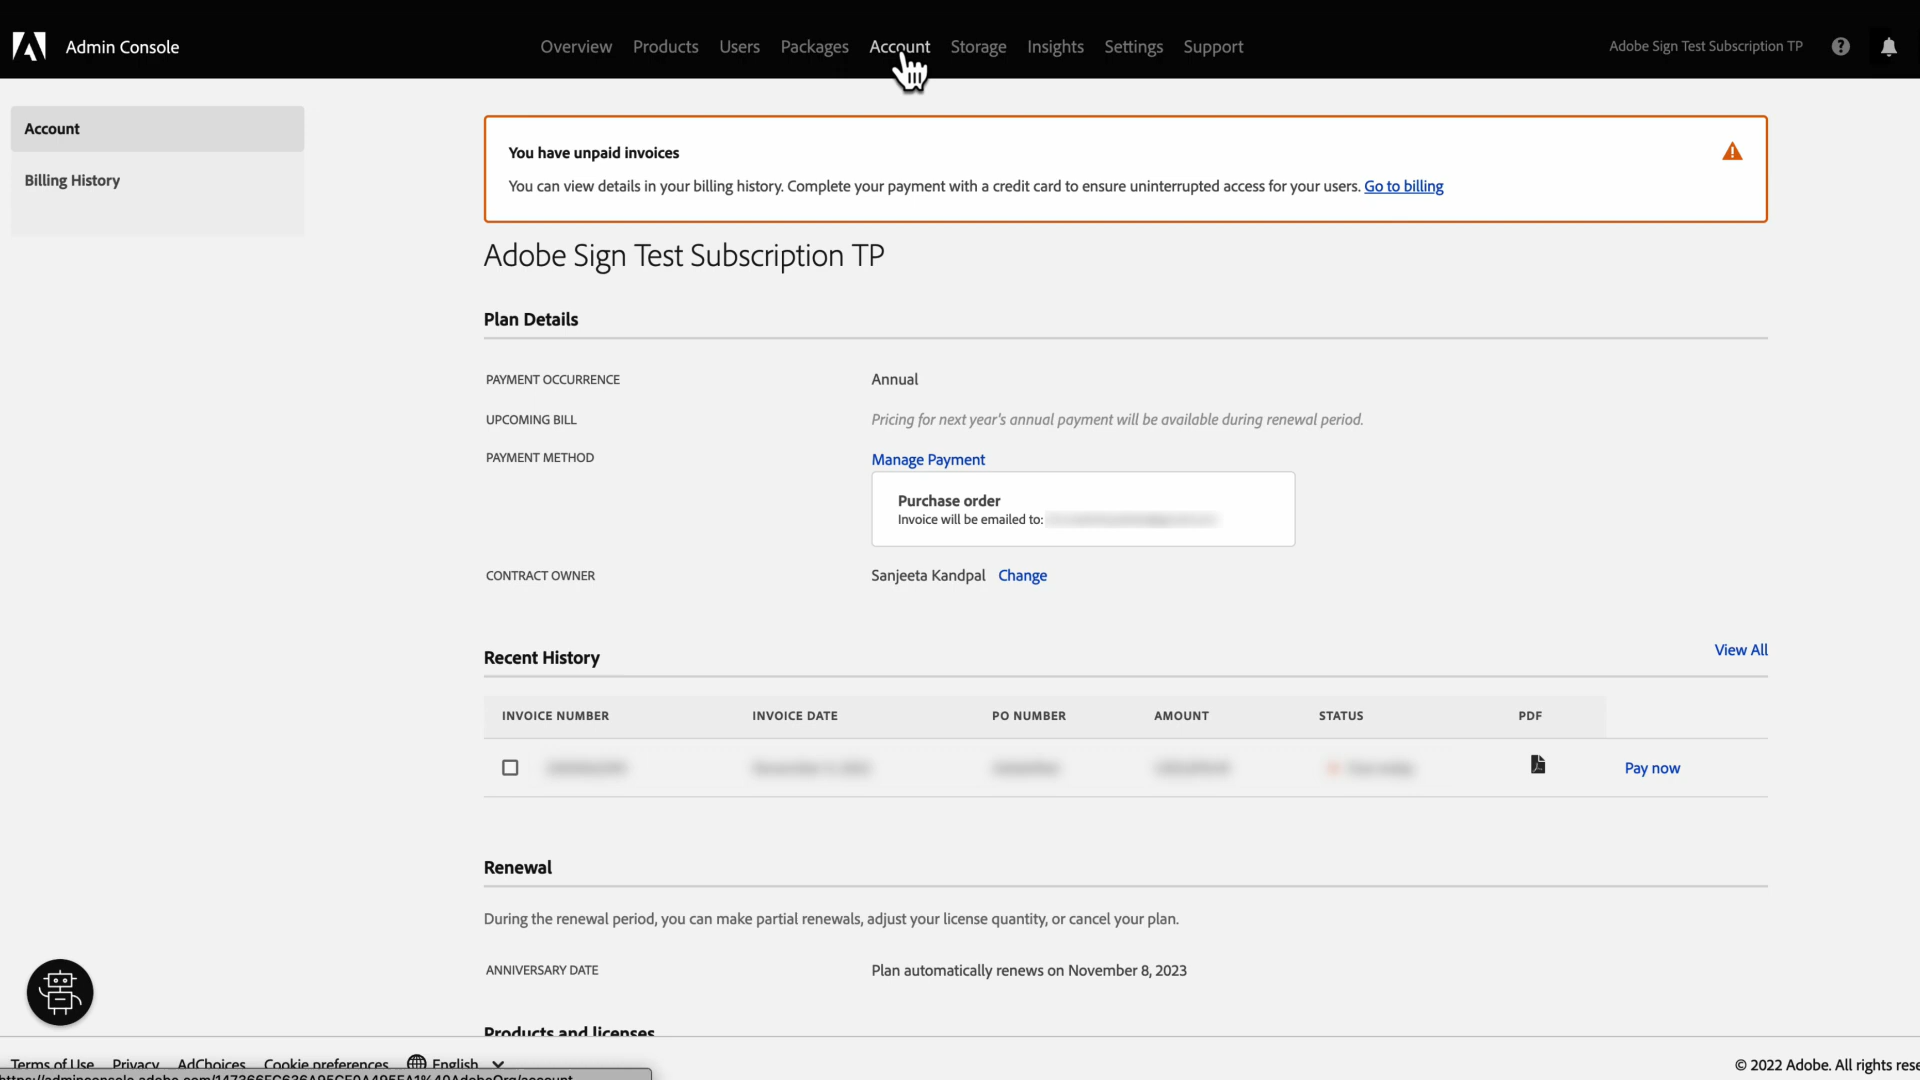 Admin Console
Overview Products Users Packages Account Storage Insights Settings Support
Adobe Sign Test Subscription TP
Account
Billing History
You have unpaid invoices
You can view details in your billing history. Complete your payment with a credit card to ensure uninterrupted access for your users. Go to billing
Adobe Sign Test Subscription TP
Plan Details
PAYMENT OCCURRENCE Annual
UPCOMING BILL Pricing for next year's annual payment will be available during renewal period.
PAYMENT METHOD Manage Payment
Purchase order
Invoice will be emailed to:
CONTRACT OWNER Sanjeeta Kandpal Change
Recent History View All
INVOICE NUMBER INVOICE DATE PO NUMBER AMOUNT STATUS PDF
Pay now
Renewal
During the renewal period, you can make partial renewals, adjust your license quantity, or cancel your plan.
ANNIVERSARY DATE Plan automatically renews on November 8, 2023
Products and licenses
Terms of Use Privacy AdChoices Cookie preferences English
© 2022 Adobe. All rights rese